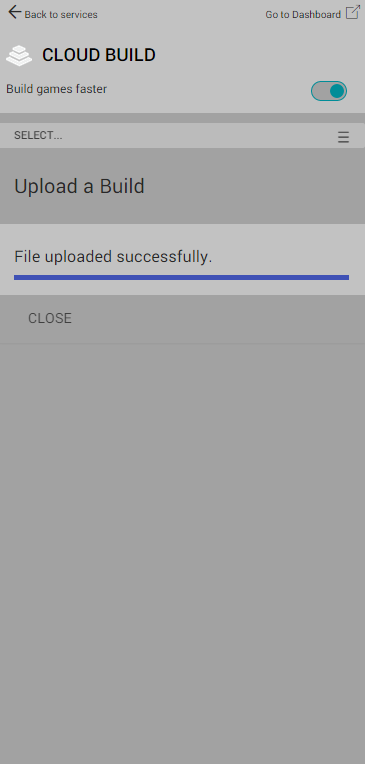 Back to services
Go to Dashboard
CLOUD BUILD
Build games faster
SELECT...
Upload a Build
File uploaded successfully.
CLOSE